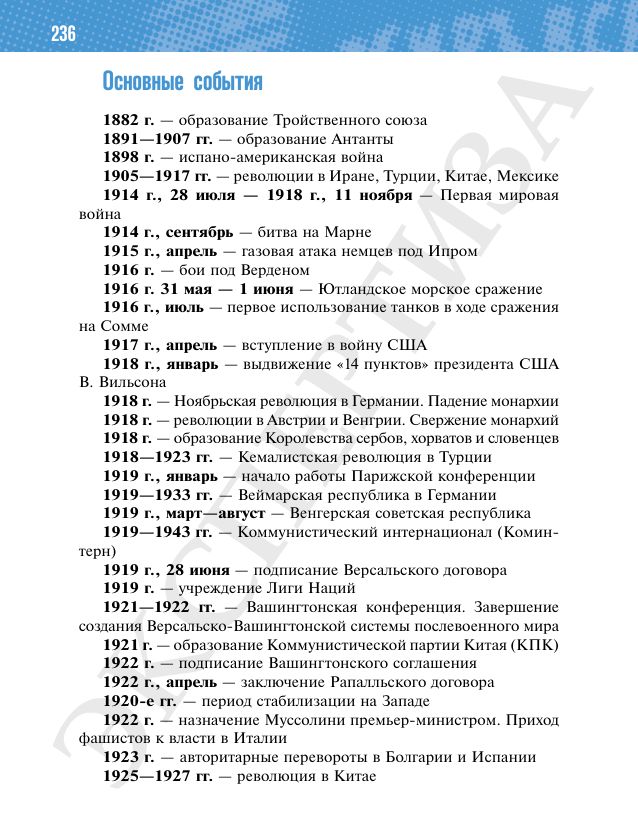 236
Основные события
1882 г. — образование Тройственного союза
1891—1907 гг. — образование Антанты
1898 г. — испано-американская война
1905—1917 гг. — революции в Иране, Турции, Китае, Мексике
1914 г., 28 июля — 1918 г., 11 ноября — Первая мировая
война
1914 г., сентябрь — битва на Марне
1915 г., апрель — газовая атака немцев под Ипром
1916 г. — бои под Верденом
1916 г. 31 мая — 1 июня — Ютландское морское сражение
1916 г., июль — первое использование танков в ходе сражения
на Сомме
1917 г., апрель — вступление в войну США
1918 г., январь — выдвижение «14 пунктов» президента США
В. Вильсона
1918 г. — Ноябрьская революция в Германии. Падение монархии
1918 г. — революции в Австрии и Венгрии. Свержение монархий
1918 г. — образование Королевства сербов, хорватов и словенцев
1918—1923 гг. — Кемалистская революция в Турции
1919 г., январь — начало работы Парижской конференции
1919—1933 гг. — Веймарская республика в Германии
1919 г., март—август — Венгерская советская республика
1919—1943 гг. — Коммунистический интернационал (Комин-
терн)
1919 г., 28 июня — подписание Версальского договора
1919 г. — учреждение Лиги Наций
1921—1922 гг. — Вашингтонская конференция. Завершение
создания Версальско-Вашингтонской системы послевоенного мира
1921 г. — образование Коммунистической партии Китая (КПК)
1922 г. — подписание Вашингтонского соглашения
1922 г., апрель — заключение Рапалльского договора
1920-е гг. — период стабилизации на Западе
1922 г. — назначение Муссолини премьер-министром. Приход
фашистов к власти в Италии
1923 г. — авторитарные перевороты в Болгарии и Испании
1925—1927 гг. — революция в Китае
ЭКСПЕРТИЗА